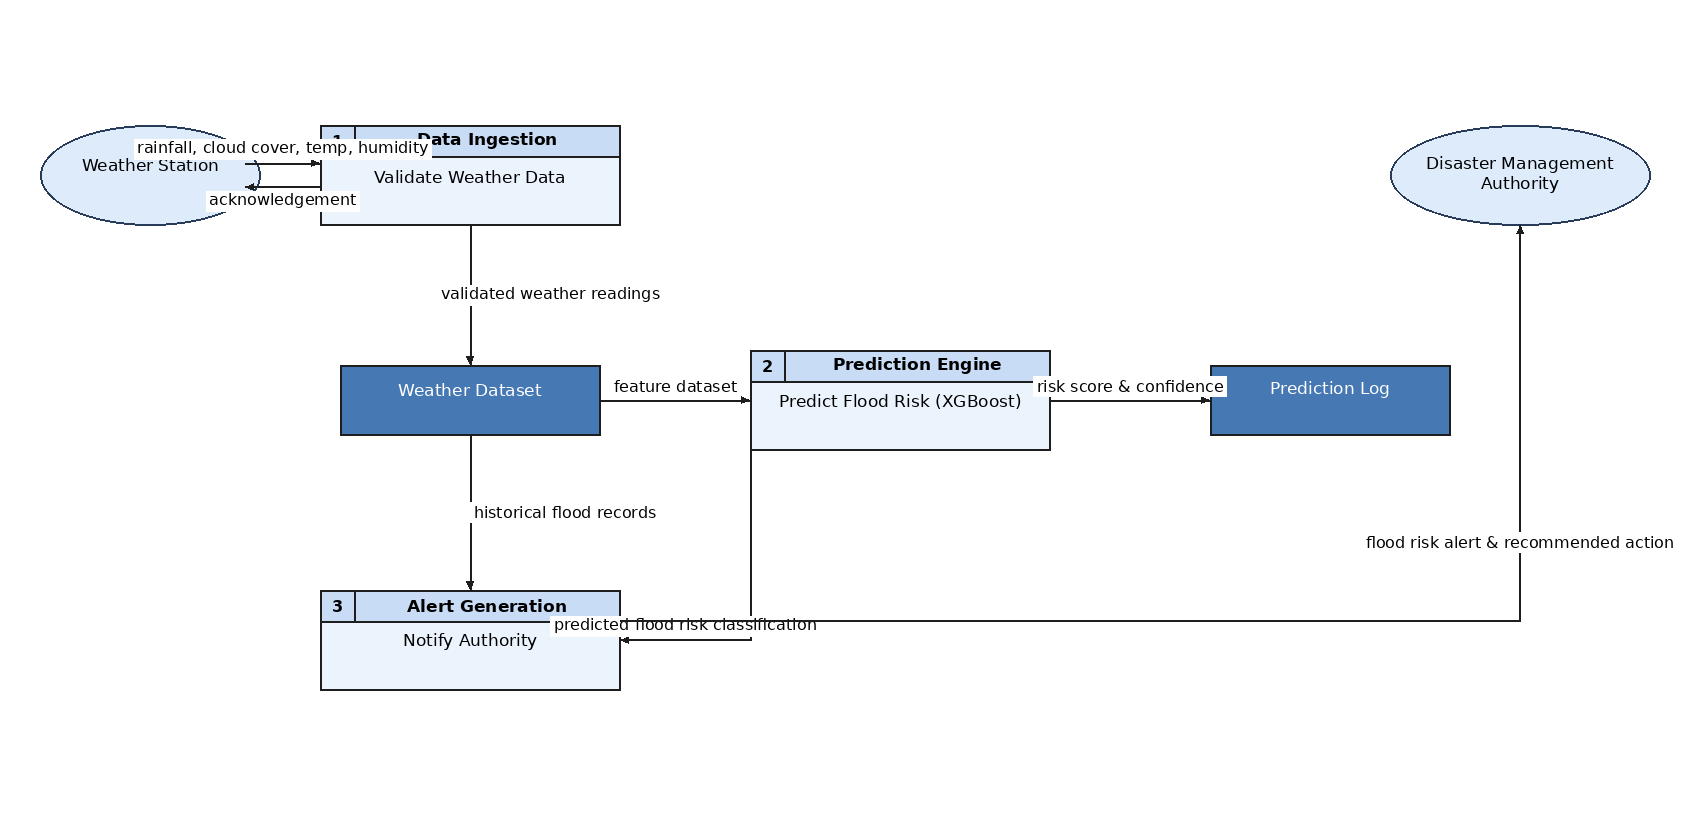 1
Data Ingestion
rainfall, cloud cover, temp, humidity
Weather Station
Validate Weather Data
acknowledgement
Disaster Management
Authority
validated weather readings
Weather Dataset
feature dataset
2
Prediction Engine
Predict Flood Risk (XGBoost)
risk score & confidence
Prediction Log
historical flood records
flood risk alert & recommended action
3
Alert Generation
predicted flood risk classification
Notify Authority